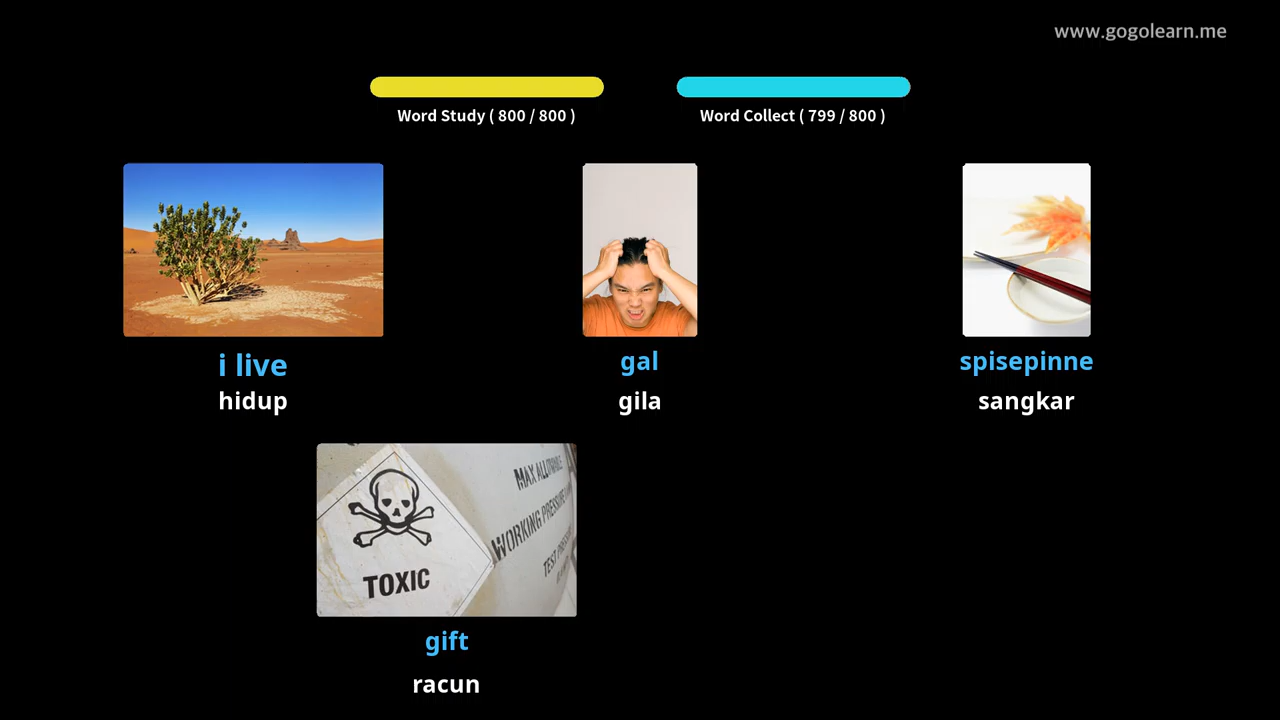 www.gogolearn.me
Word Study ( 800 / 800 )
Word Collect ( 799 / 800 )
i live
hidup
gal
gila
spisepinne
sangkar
MAX ALLOWABLE
WORKING PRESSURE
TEST PRESS
TOXIC
gift
racun